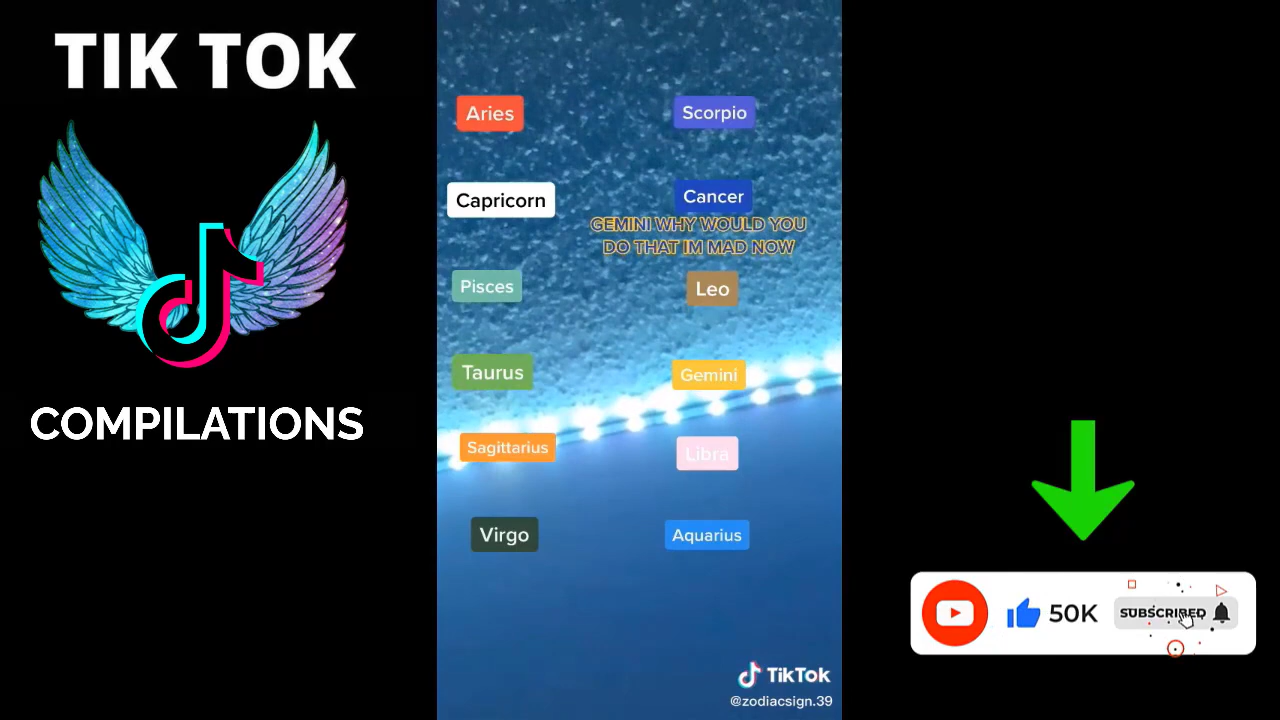 TIK TOK
COMPILATIONS
Aries
Scorpio
Capricorn
Cancer
GEMINI WHY WOULD YOU
DO THAT IM MAD NOW
Pisces
Leo
Taurus
Gemini
Sagittarius
Libra
Virgo
Aquarius
TikTok
@zodiacsign.39
50K
SUBSCRIBED